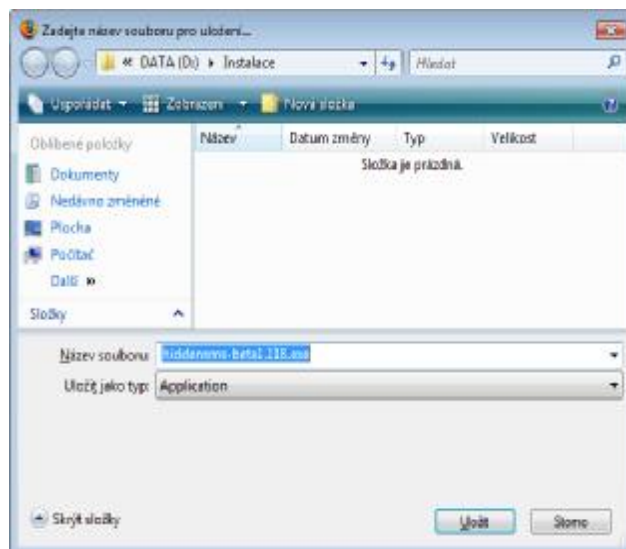 Zadejte název souboru pro uložení...
« DATA (D:) ▸ Instalace
Hledat
Uspořádat
Zobrazení
Nová složka
Oblíbené položky
Název
Datum změny
Typ
Velikost
Složka je prázdná.
Dokumenty
Nedávno změněné
Plocha
Počítač
Další »
Složky
Název souboru:
Uložit jako typ: Application
Skrýt složky
Uložit
Storno